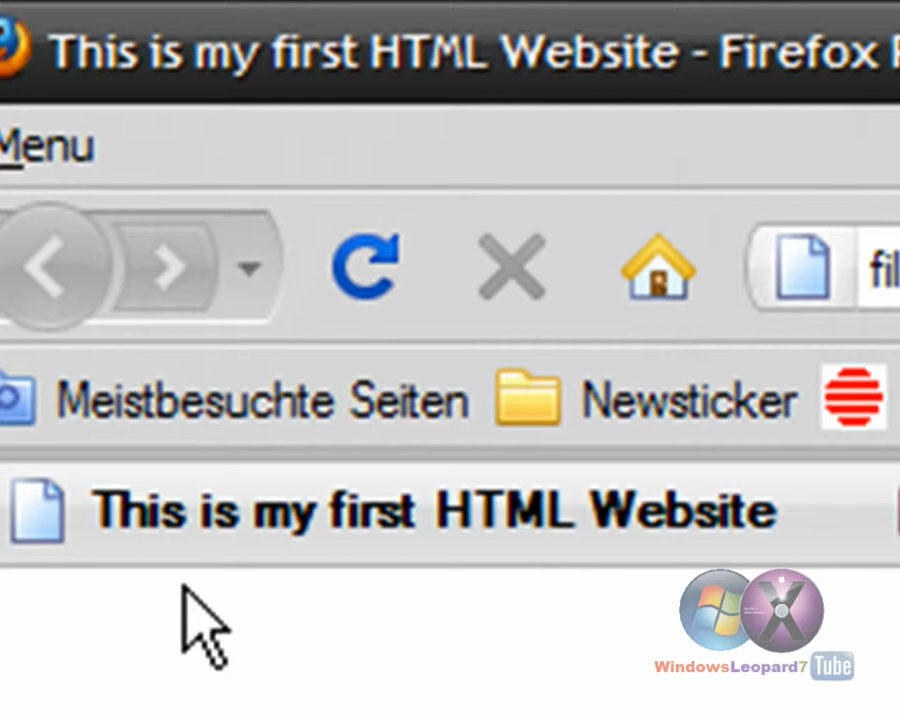 This is my first HTML Website - Firefox
Menu
fil
Meistbesuchte Seiten Newsticker
This is my first HTML Website
WindowsLeopard7 Tube